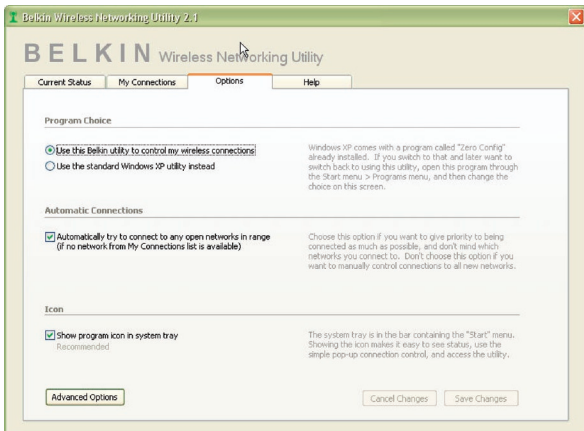 Belkin Wireless Networking Utility 2.1
BELKIN Wireless Networking Utility
Current Status My Connections Options Help
Program Choice
Use this Belkin utility to control my wireless connections
Use the standard Windows XP utility instead
Windows XP comes with a program called "Zero Config"
already installed. If you switch to that and later want to
switch back to using this utility, open this program through
the Start menu > Programs menu, and then change the
choice on this screen.
Automatic Connections
Automatically try to connect to any open networks in range
(if no network from My Connections list is available)
Choose this option if you want to give priority to being
connected as much as possible, and don't mind which
networks you connect to. Don't choose this option if you
want to manually control connections to all new networks.
Icon
Show program icon in system tray
Recommended
The system tray is in the bar containing the "Start" menu.
Showing the icon makes it easy to see status, use the
simple pop-up connection control, and access the utility.
Advanced Options Cancel Changes Save Changes